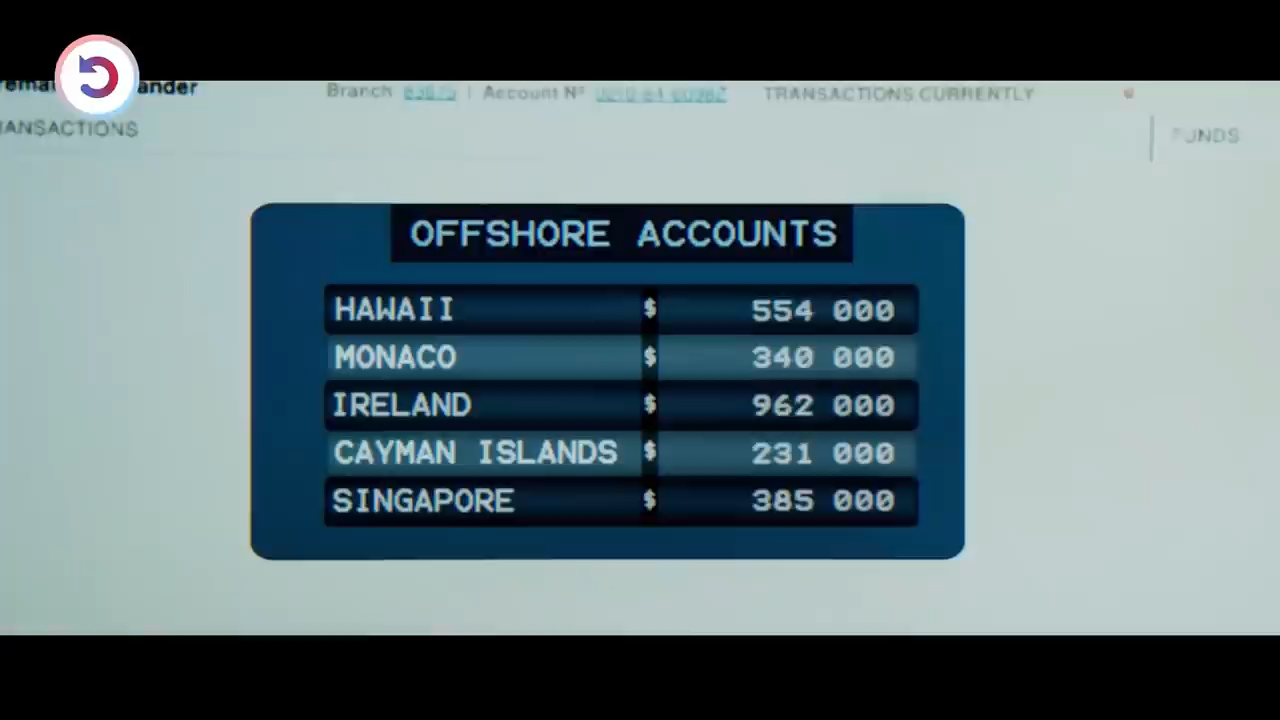 ander
Branch | Account Nº TRANSACTIONS CURRENTLY
ANSACTIONS
FUNDS
OFFSHORE ACCOUNTS
HAWAII $ 554 000
MONACO $ 340 000
IRELAND $ 962 000
CAYMAN ISLANDS $ 231 000
SINGAPORE $ 385 000